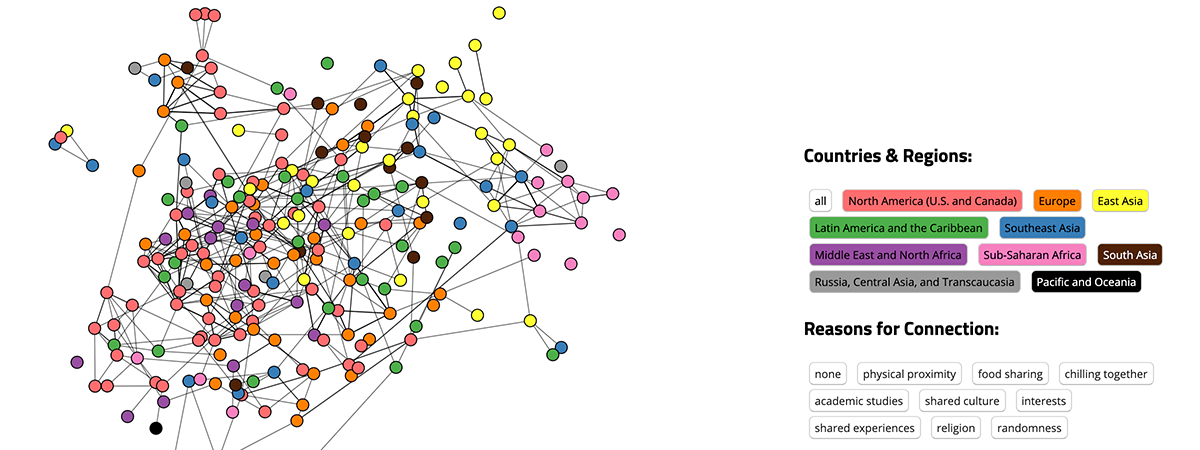 Countries & Regions:
all North America (U.S. and Canada) Europe East Asia
Latin America and the Caribbean Southeast Asia
Middle East and North Africa Sub-Saharan Africa South Asia
Russia, Central Asia, and Transcaucasia Pacific and Oceania
Reasons for Connection:
none physical proximity food sharing chilling together
academic studies shared culture interests
shared experiences religion randomness